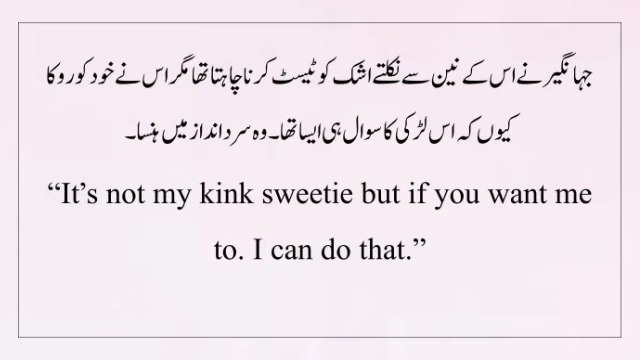 جہانگیر نے اس کے نین سے نکلتے اشک کو ٹیسٹ کرنا چاہتا تھا مگر اس نے خود کو روکا
کیوں کہ اس لڑکی کا سوال ہی ایسا تھا۔ وہ سرد انداز میں ہنسا۔
“It’s not my kink sweetie but if you want me
to. I can do that.”